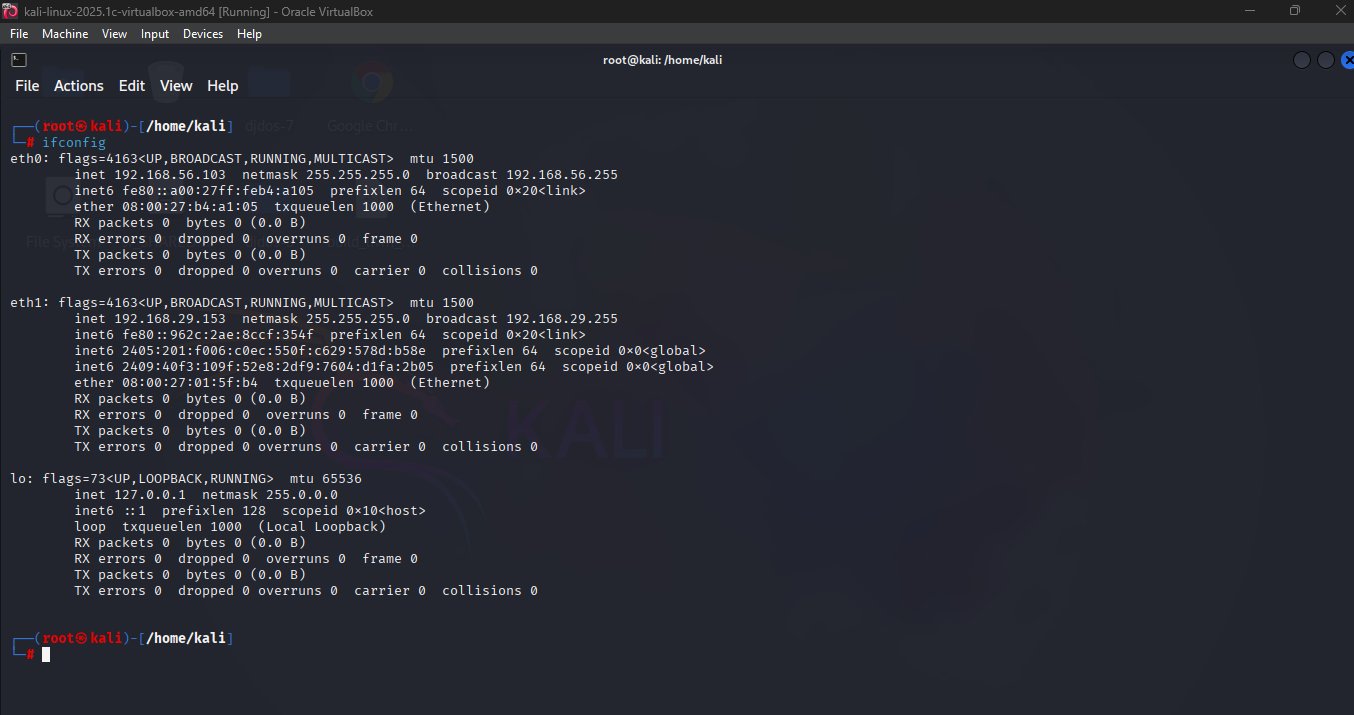 kali-linux-2025.1c-virtualbox-amd64 [Running] - Oracle VirtualBox
File Machine View Input Devices Help
root@kali: /home/kali
File Actions Edit View Help
djdos-7 Google Chr...
┌──(root㉿kali)-[/home/kali]
└─# ifconfig
eth0: flags=4163<UP,BROADCAST,RUNNING,MULTICAST>  mtu 1500
        inet 192.168.56.103  netmask 255.255.255.0  broadcast 192.168.56.255
        inet6 fe80::a00:27ff:feb4:a105  prefixlen 64  scopeid 0×20<link>
        ether 08:00:27:b4:a1:05  txqueuelen 1000  (Ethernet)
        RX packets 0  bytes 0 (0.0 B)
        RX errors 0  dropped 0  overruns 0  frame 0
        TX packets 0  bytes 0 (0.0 B)
        TX errors 0  dropped 0 overruns 0  carrier 0  collisions 0
File

eth1: flags=4163<UP,BROADCAST,RUNNING,MULTICAST>  mtu 1500
        inet 192.168.29.153  netmask 255.255.255.0  broadcast 192.168.29.255
        inet6 fe80::962c:2ae:8ccf:354f  prefixlen 64  scopeid 0×20<link>
        inet6 2405:201:f006:c0ec:550f:c629:578d:b58e  prefixlen 64  scopeid 0×0<global>
        inet6 2409:40f3:109f:52e8:2df9:7604:d1fa:2b05  prefixlen 64  scopeid 0×0<global>
        ether 08:00:27:01:5f:b4  txqueuelen 1000  (Ethernet)
        RX packets 0  bytes 0 (0.0 B)
        RX errors 0  dropped 0  overruns 0  frame 0
        TX packets 0  bytes 0 (0.0 B)
        TX errors 0  dropped 0 overruns 0  carrier 0  collisions 0
KALI

lo: flags=73<UP,LOOPBACK,RUNNING>  mtu 65536
        inet 127.0.0.1  netmask 255.0.0.0
        inet6 ::1  prefixlen 128  scopeid 0×10<host>
        loop  txqueuelen 1000  (Local Loopback)
        RX packets 0  bytes 0 (0.0 B)
        RX errors 0  dropped 0  overruns 0  frame 0
        TX packets 0  bytes 0 (0.0 B)
        TX errors 0  dropped 0 overruns 0  carrier 0  collisions 0

┌──(root㉿kali)-[/home/kali]
└─#